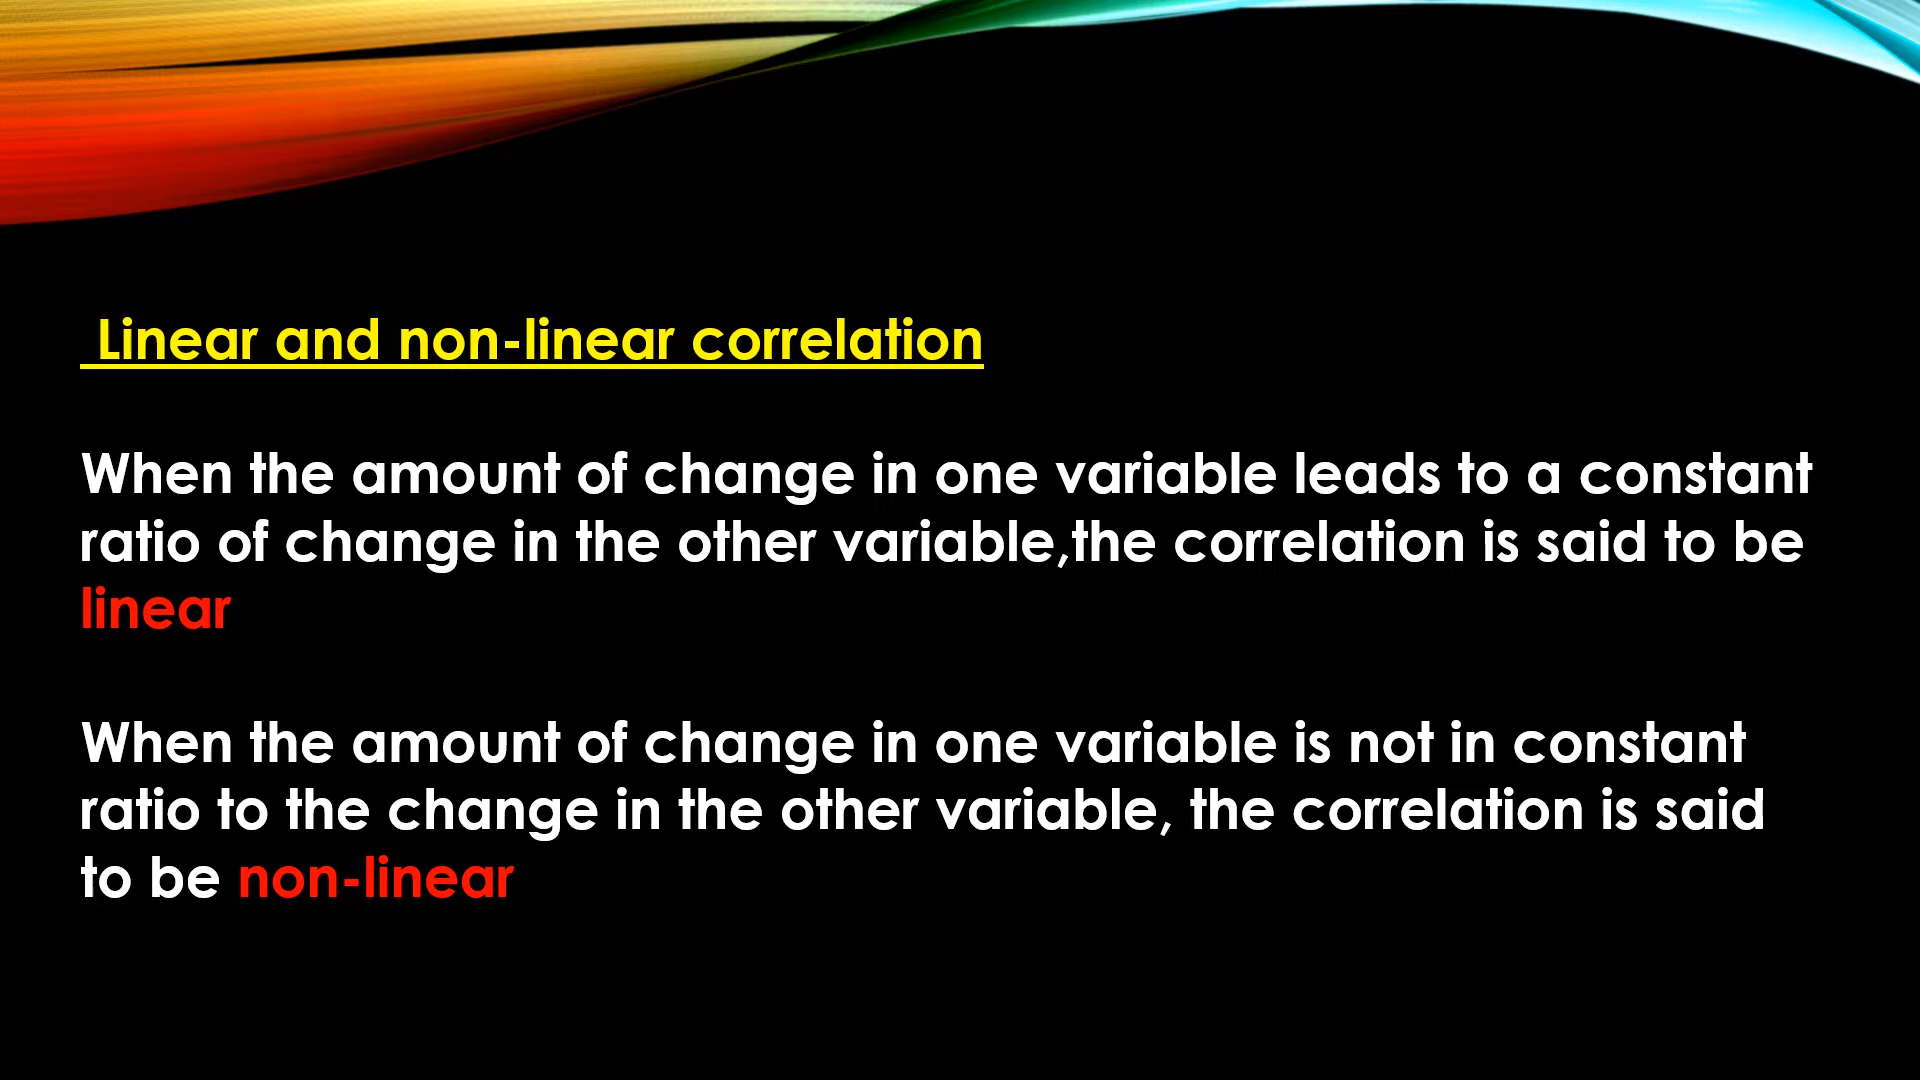 Linear and non-linear correlation
When the amount of change in one variable leads to a constant
ratio of change in the other variable,the correlation is said to be
linear
When the amount of change in one variable is not in constant
ratio to the change in the other variable, the correlation is said
to be non-linear